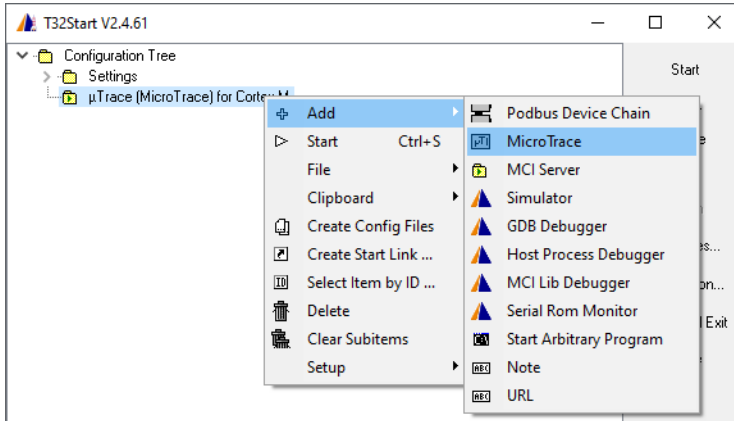 T32Start V2.4.61
Configuration Tree
Settings
µTrace (MicroTrace) for Cortex-M
Start
Add
Start Ctrl+S
File
Clipboard
Create Config Files
Create Start Link ...
Select Item by ID ...
Delete
Clear Subitems
Setup
Podbus Device Chain
MicroTrace
MCI Server
Simulator
GDB Debugger
Host Process Debugger
MCI Lib Debugger
Serial Rom Monitor
Start Arbitrary Program
Note
URL
Exit